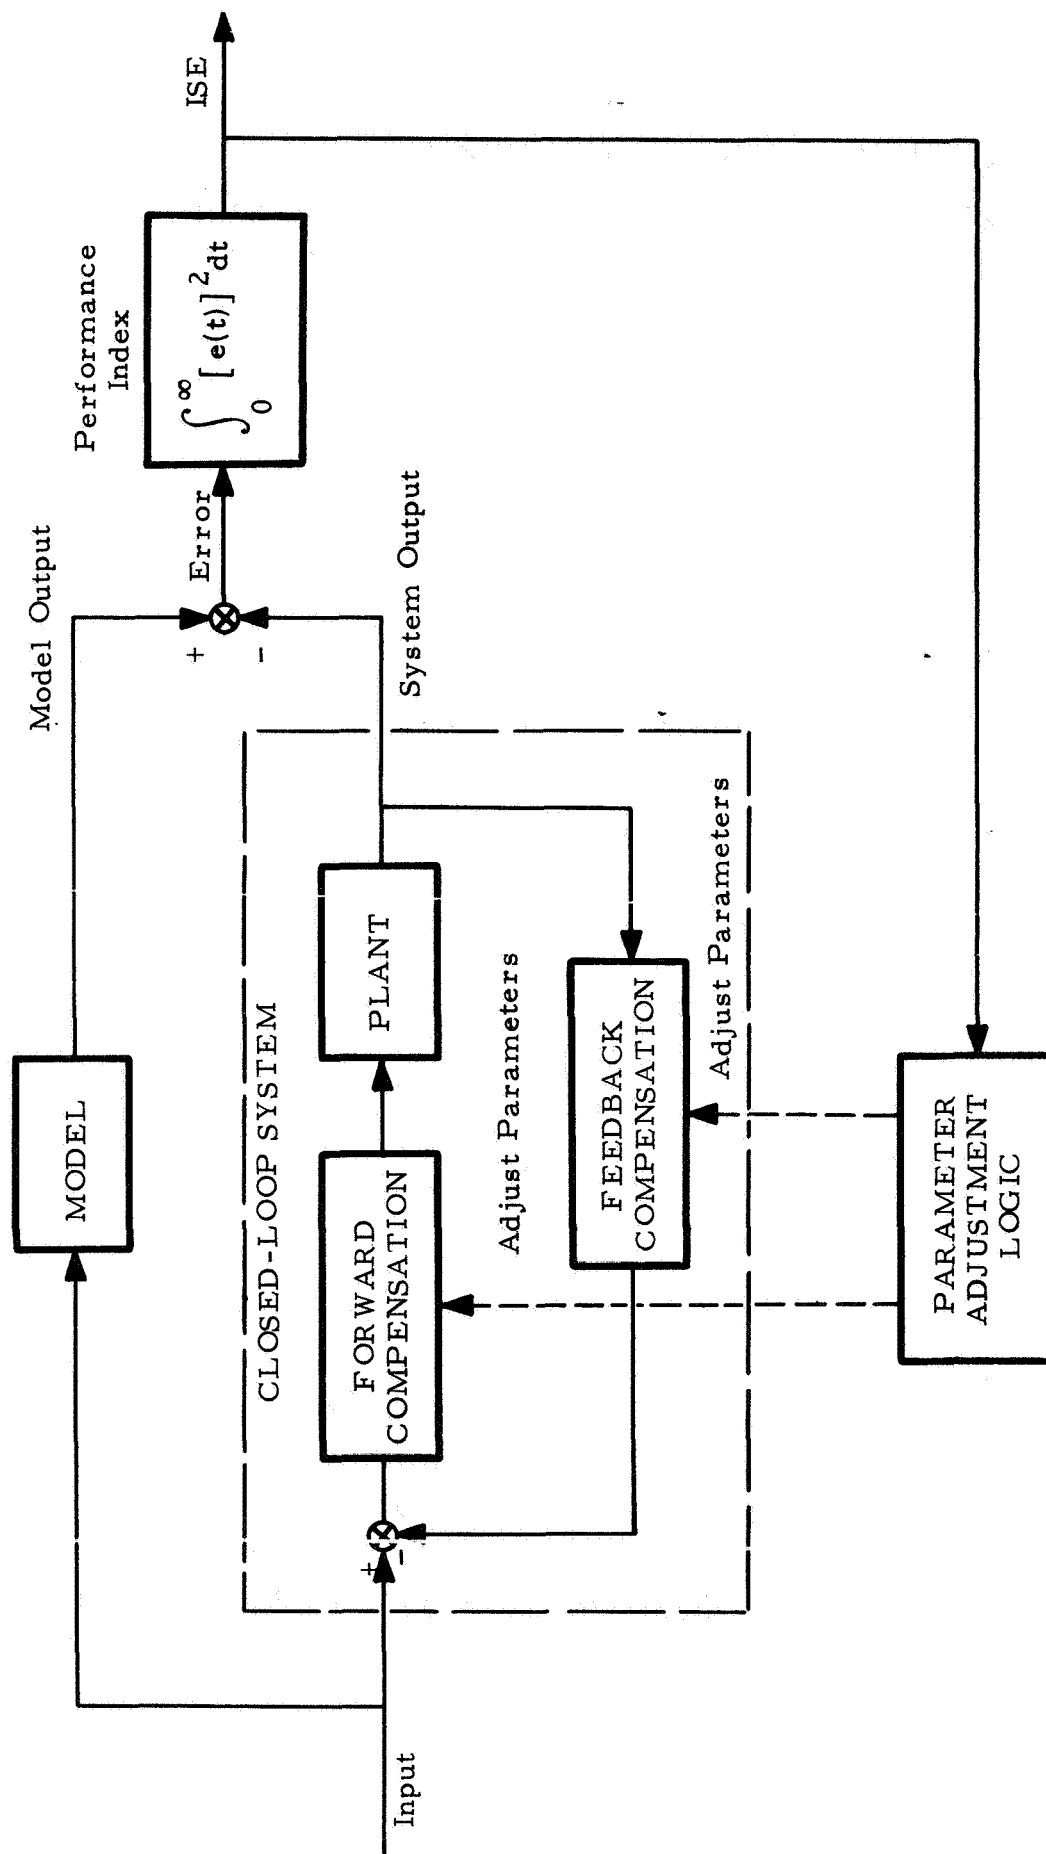 MODEL
Model Output
Performance
Index
∫₀^∞ [e(t)]² dt
ISE
Error
+
-
CLOSED-LOOP SYSTEM
Input
+
-
FORWARD
COMPENSATION
PLANT
System Output
Adjust Parameters
FEEDBACK
COMPENSATION
Adjust Parameters
PARAMETER
ADJUSTMENT
LOGIC